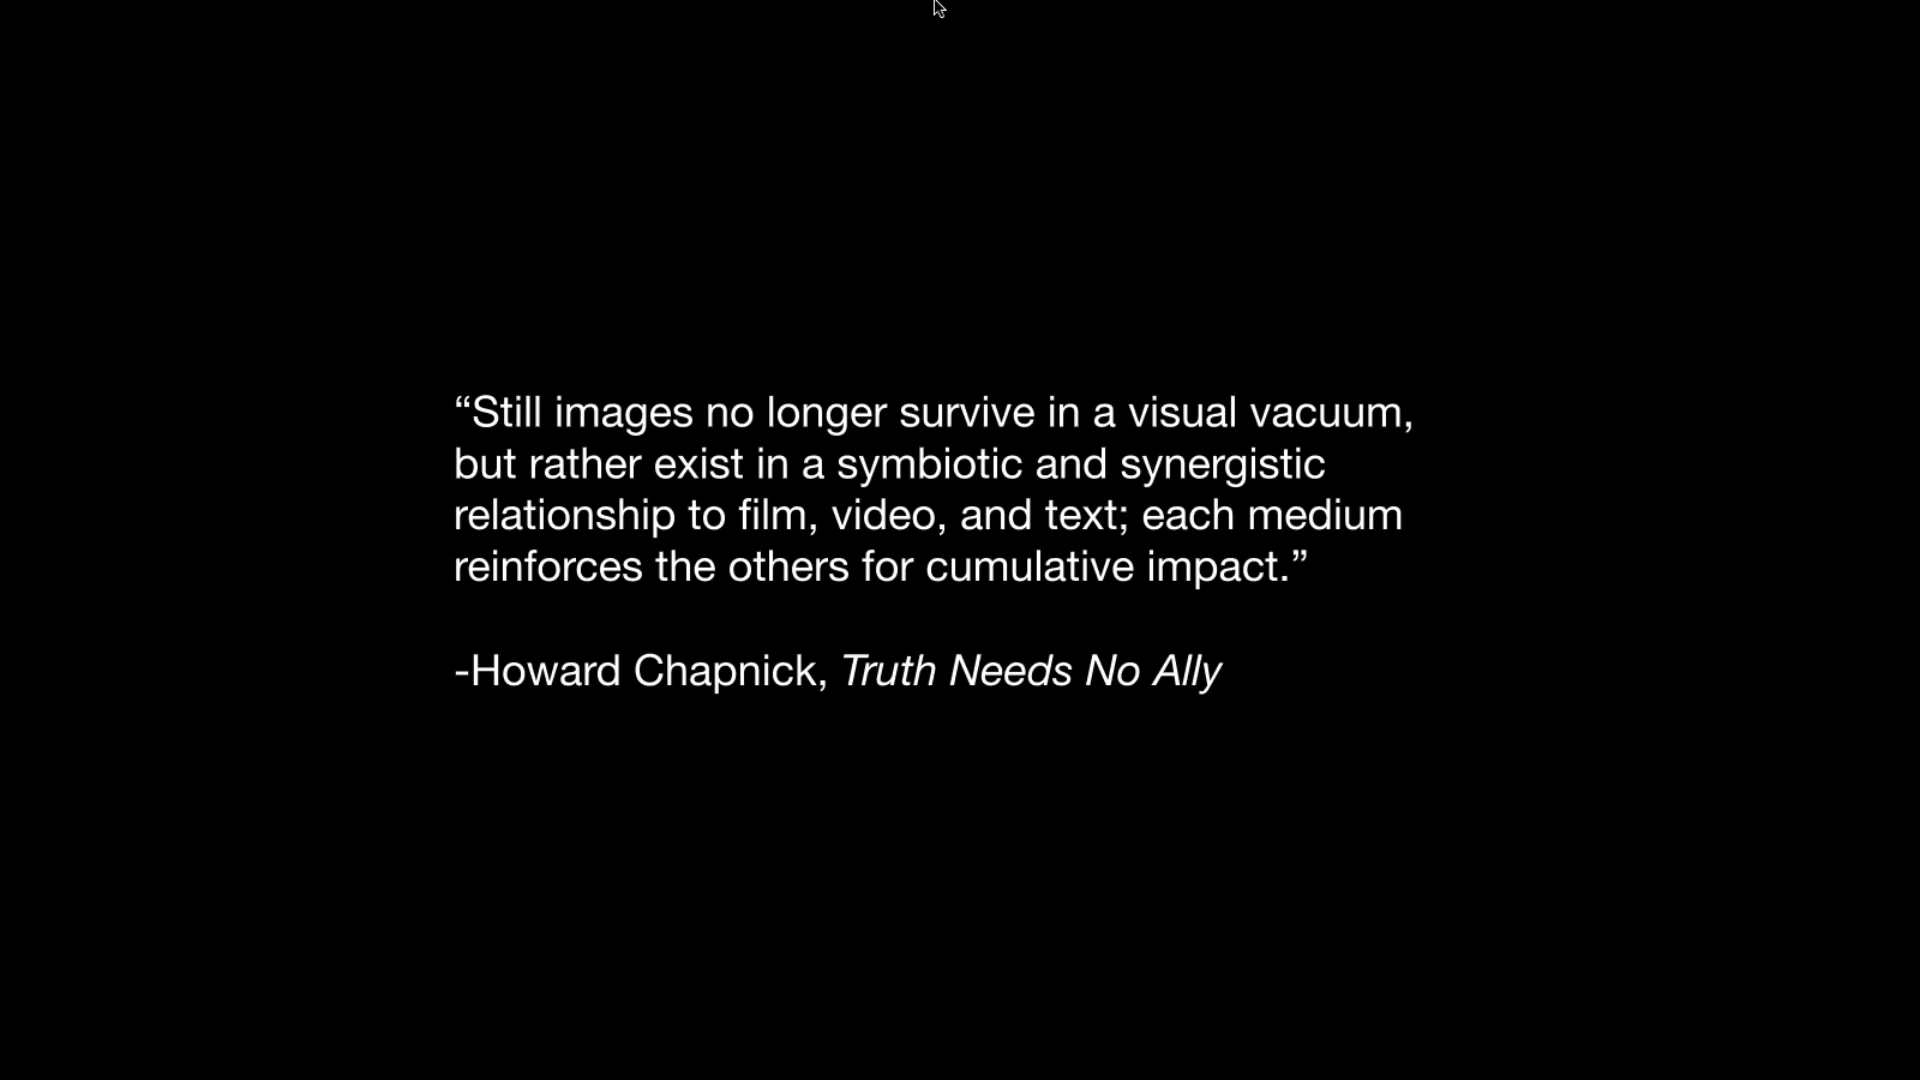 “Still images no longer survive in a visual vacuum,
but rather exist in a symbiotic and synergistic
relationship to film, video, and text; each medium
reinforces the others for cumulative impact.”
-Howard Chapnick, Truth Needs No Ally